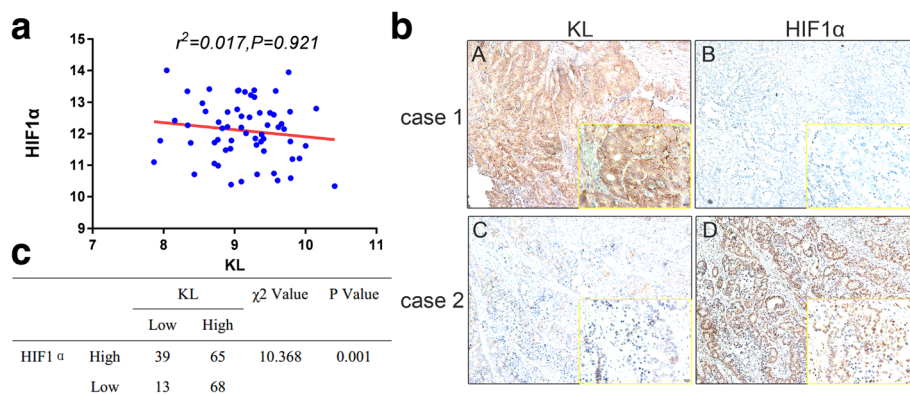 a
r²=0.017,P=0.921
HIF1α
15
14
13
12
11
10
9
7 8 9 10 11
KL
b
KL HIF1α
case 1
A B
case 2
C D
c
KL χ2 Value P Value
Low High
HIF1 α High 39 65 10.368 0.001
Low 13 68